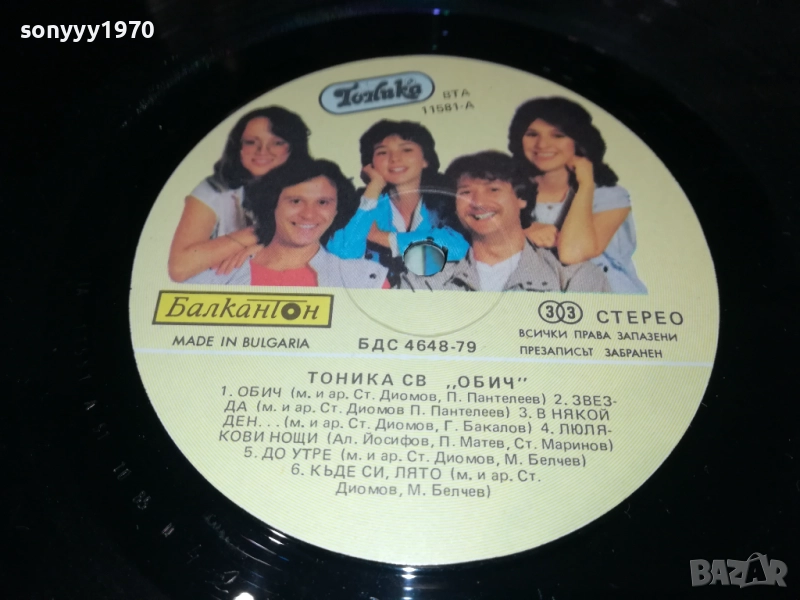 sonyyy1970
Тоника
ВТА
11581-А
БалканТон
MADE IN BULGARIA
БДС 4648-79
33 СТЕРЕО
ВСИЧКИ ПРАВА ЗАПАЗЕНИ
ПРЕЗАПИСЪТ ЗАБРАНЕН
ТОНИКА СВ „ОБИЧ"
1. ОБИЧ (м. и ар. Ст. Диомов, П. Пантелеев) 2. ЗВЕЗ-
ДА (м. и ар. Ст. Диомов П. Пантелеев) 3. В НЯКОЙ
ДЕН... (м. и ар. Ст. Диомов, Г. Бакалов) 4. ЛЮЛЯ-
КОВИ НОЩИ (Ал. Йосифов, П. Матев, Ст. Маринов)
5. ДО УТРЕ (м. и ар. Ст. Диомов, М. Белчев)
6. КЪДЕ СИ, ЛЯТО (м. и ар. Ст.
Диомов, М. Белчев)
BAZAR